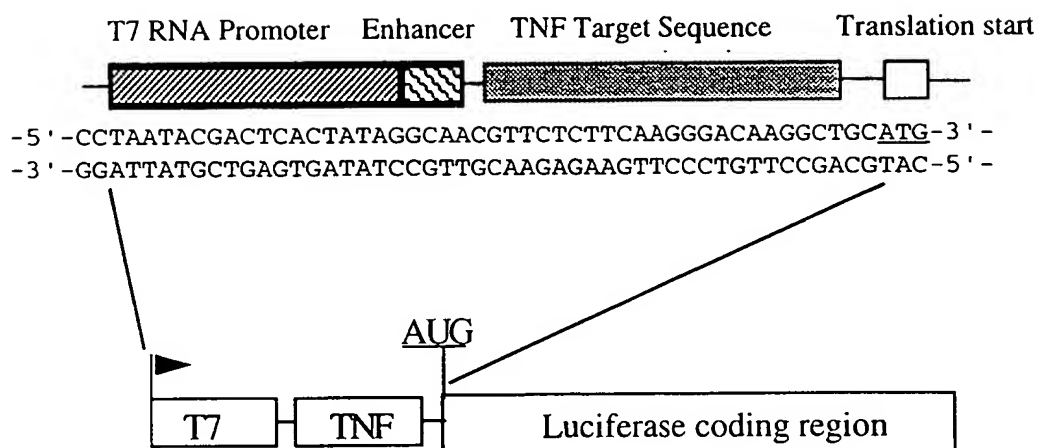 T7 RNA Promoter Enhancer TNF Target Sequence Translation start
-5'-CCTAATACGACTCACTATAGGCAACGTTCTCTTCAAGGGACAAGGCTGCATG-3'-
-3'-GGATTATGCTGAGTGATATCCGTTGCAAGAGAAGTTCCCTGTTCCGACGTAC-5'-
AUG
T7 TNF Luciferase coding region